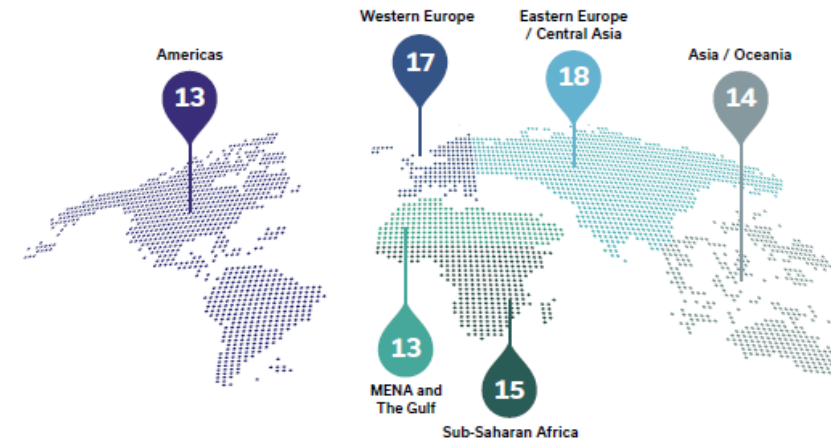 Western Europe
17
Eastern Europe
/ Central Asia
18
Americas
13
Asia / Oceania
14
13
MENA and
The Gulf
15
Sub-Saharan Africa